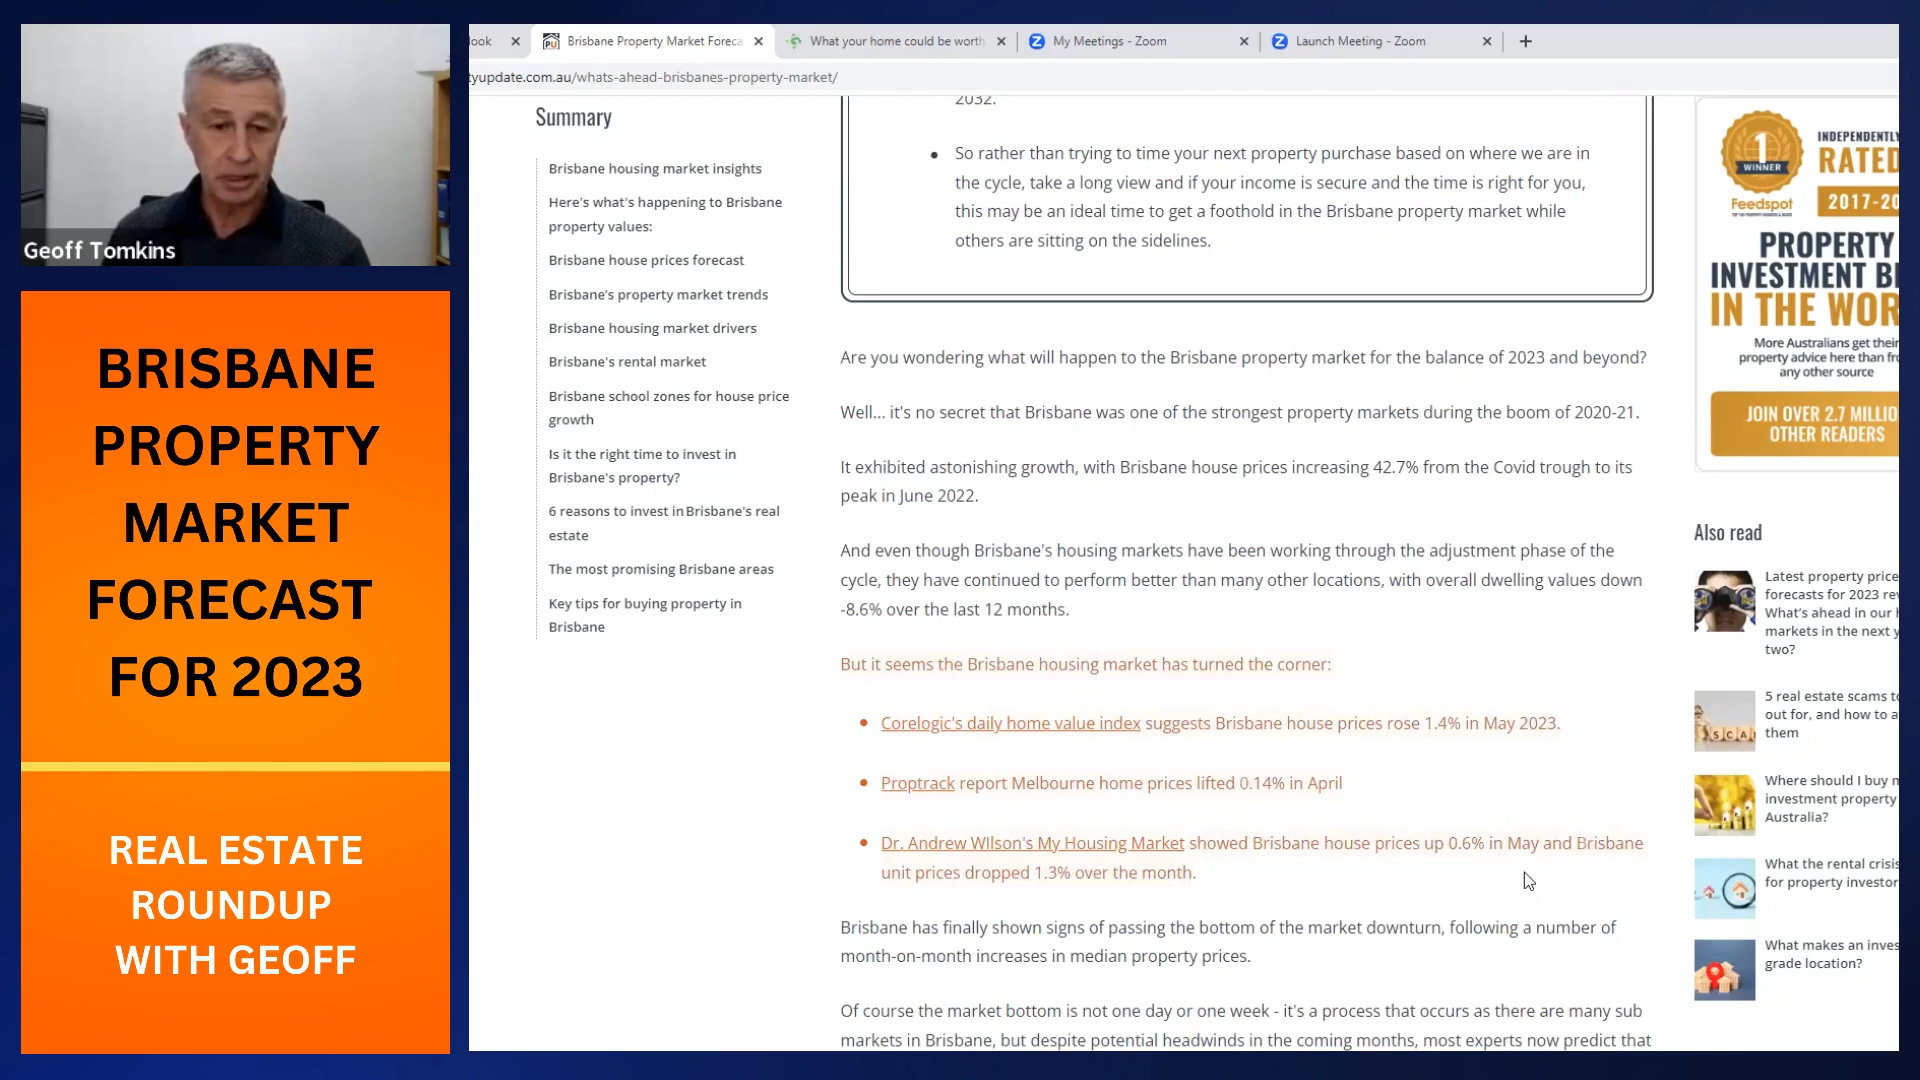 Geoff Tomkins
BRISBANE
PROPERTY
MARKET
FORECAST
FOR 2023
REAL ESTATE
ROUNDUP
WITH GEOFF
look
Brisbane Property Market Foreca
What your home could be worth
My Meetings - Zoom
Launch Meeting - Zoom
tyupdate.com.au/whats-ahead-brisbanes-property-market/
Summary
Brisbane housing market insights
Here's what's happening to Brisbane
property values:
Brisbane house prices forecast
Brisbane's property market trends
Brisbane housing market drivers
Brisbane's rental market
Brisbane school zones for house price
growth
Is it the right time to invest in
Brisbane's property?
6 reasons to invest in Brisbane's real
estate
The most promising Brisbane areas
Key tips for buying property in
Brisbane
2032.
So rather than trying to time your next property purchase based on where we are in
the cycle, take a long view and if your income is secure and the time is right for you,
this may be an ideal time to get a foothold in the Brisbane property market while
others are sitting on the sidelines.
Are you wondering what will happen to the Brisbane property market for the balance of 2023 and beyond?
Well... it's no secret that Brisbane was one of the strongest property markets during the boom of 2020-21.
It exhibited astonishing growth, with Brisbane house prices increasing 42.7% from the Covid trough to its
peak in June 2022.
And even though Brisbane's housing markets have been working through the adjustment phase of the
cycle, they have continued to perform better than many other locations, with overall dwelling values down
-8.6% over the last 12 months.
But it seems the Brisbane housing market has turned the corner:
Corelogic's daily home value index suggests Brisbane house prices rose 1.4% in May 2023.
Proptrack report Melbourne home prices lifted 0.14% in April
Dr. Andrew WIlson's My Housing Market showed Brisbane house prices up 0.6% in May and Brisbane
unit prices dropped 1.3% over the month.
Brisbane has finally shown signs of passing the bottom of the market downturn, following a number of
month-on-month increases in median property prices.
Of course the market bottom is not one day or one week - it's a process that occurs as there are many sub
markets in Brisbane, but despite potential headwinds in the coming months, most experts now predict that
1
WINNER
Feedspot
INDEPENDENTLY
RATED
2017-20
PROPERTY
INVESTMENT BL
IN THE WOR
More Australians get their
property advice here than fro
any other source
JOIN OVER 2.7 MILLIO
OTHER READERS
Also read
Latest property price
forecasts for 2023 rev
What's ahead in our h
markets in the next y
two?
5 real estate scams to
out for, and how to a
them
SCA
Where should I buy m
investment property
Australia?
What the rental crisis
for property investor
What makes an inves
grade location?